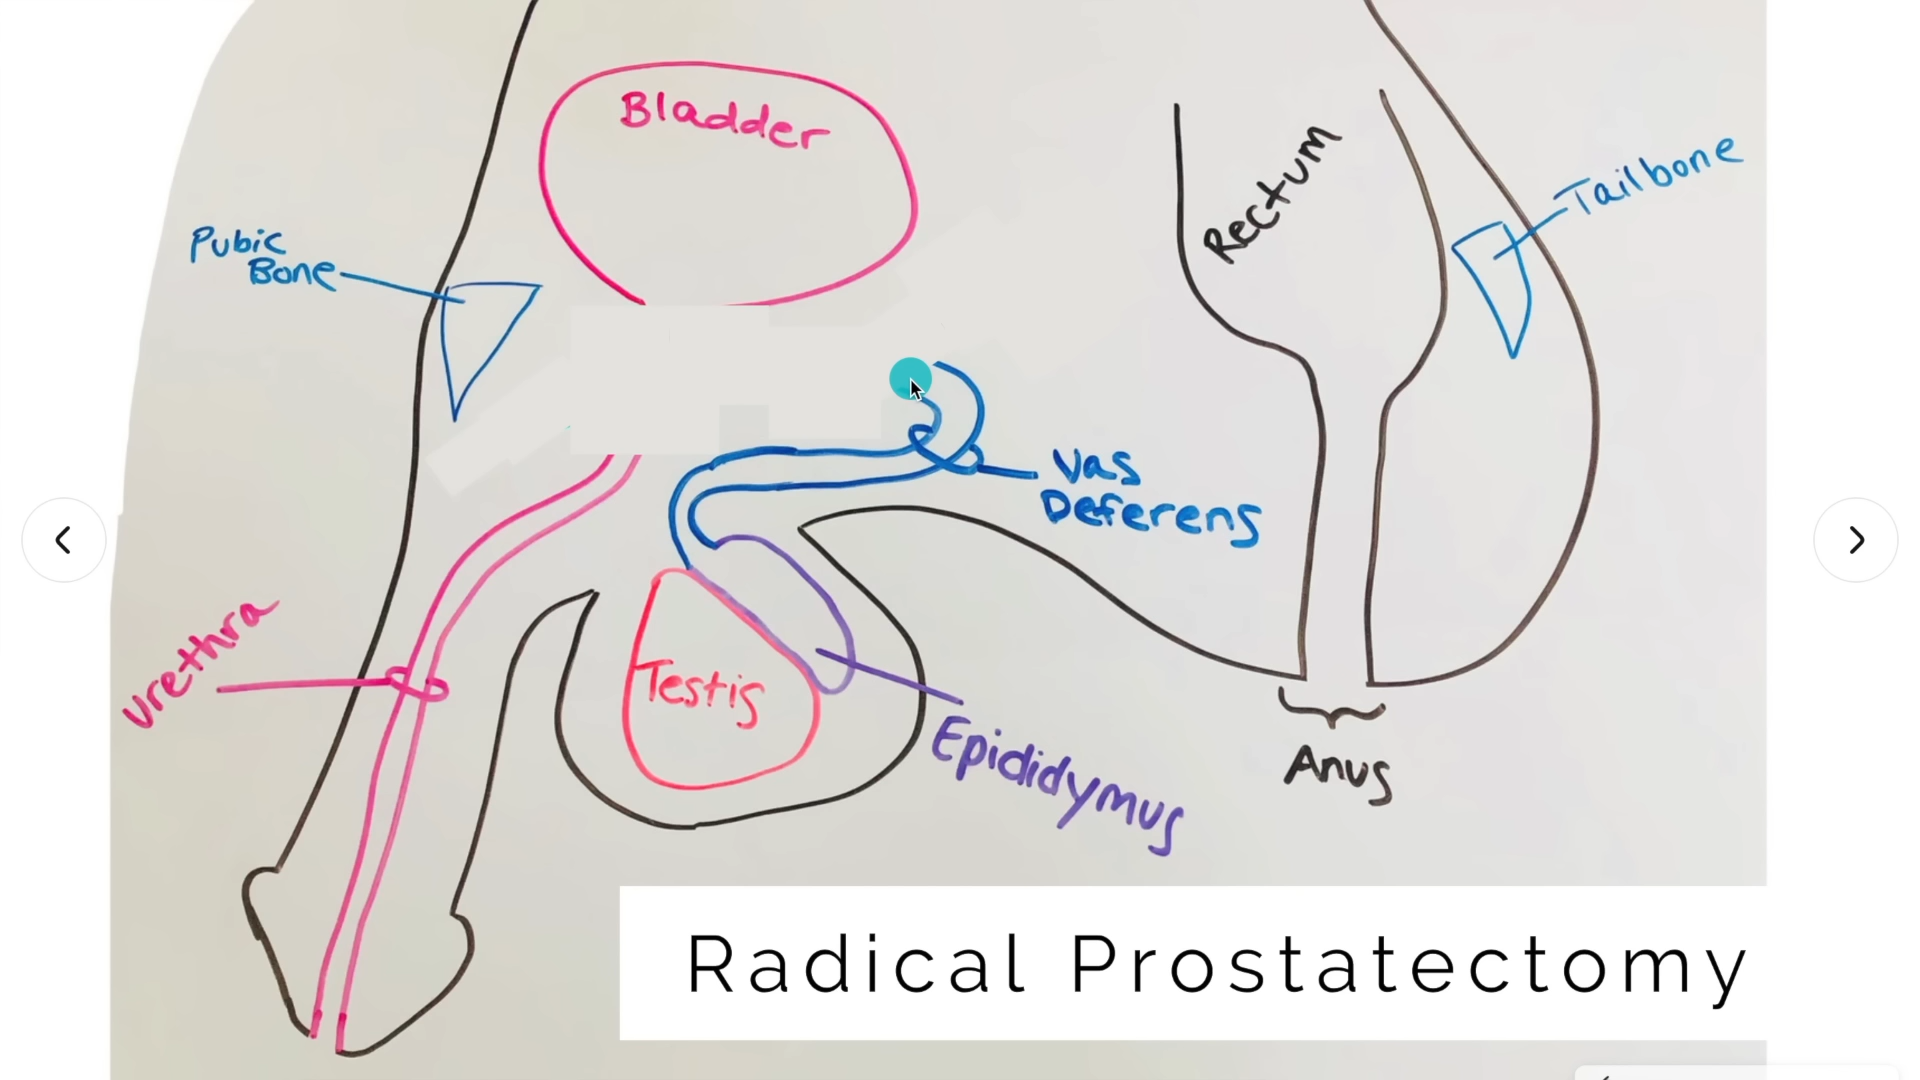 Bladder
Rectum
Tailbone
Pubic
Bone
Vas
Deferens
Urethra
Testis
Epididymus
Anus
Radical Prostatectomy